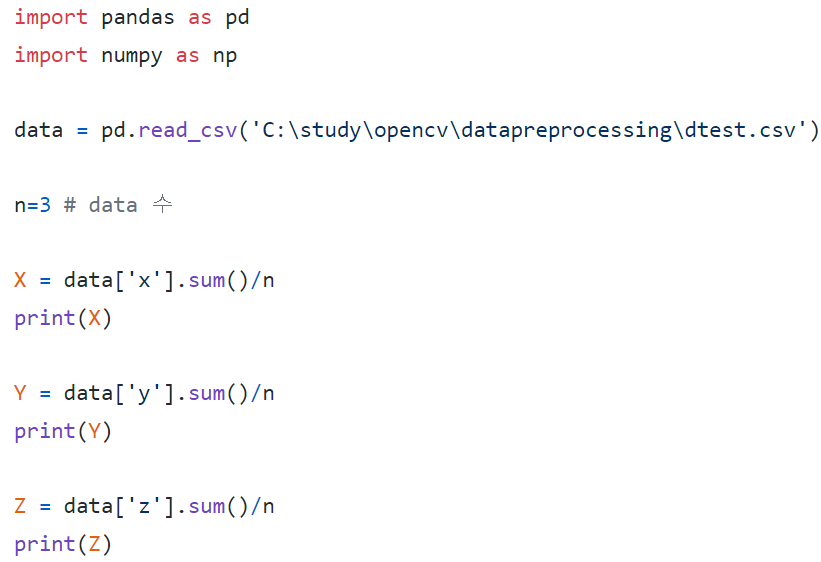 import pandas as pd
import numpy as np
data = pd.read_csv('C:\study\opencv\datapreprocessing\dtest.csv')
n=3 # data 수
X = data['x'].sum()/n
print(X)
Y = data['y'].sum()/n
print(Y)
Z = data['z'].sum()/n
print(Z)